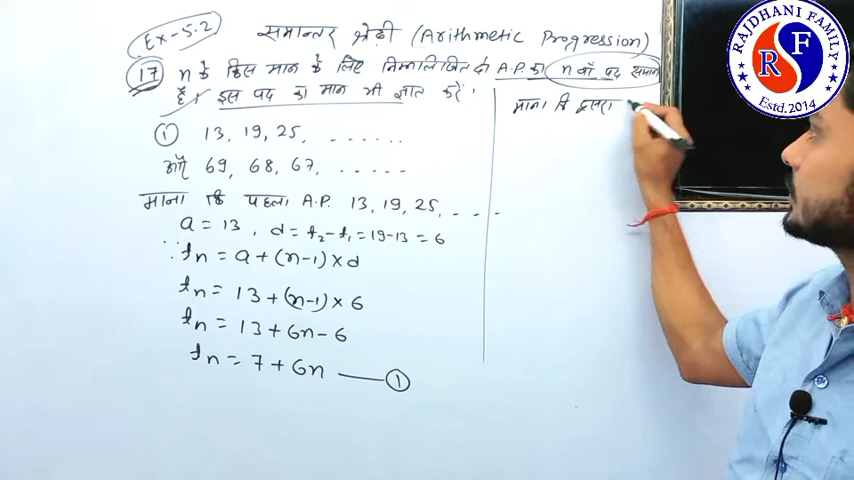 Ex-5.2
समान्तर श्रेढ़ी (Arithmetic Progression)
17 n के किस मान के लिए निम्नलिखित दो A.P. का n वाँ पद समान
है। इस पद का मान भी ज्ञात करें।
① 13, 19, 25, ......
और 69, 68, 67, .....
माना कि पहला A.P. 13, 19, 25, ...
a = 13, d = t₂ - t₁ = 19 - 13 = 6
∵ tn = a + (n-1) × d
tn = 13 + (n-1) × 6
tn = 13 + 6n - 6
tn = 7 + 6n —— ①
माना कि दूसरा
RAJDHANI FAMILY
RF
Estd.2014